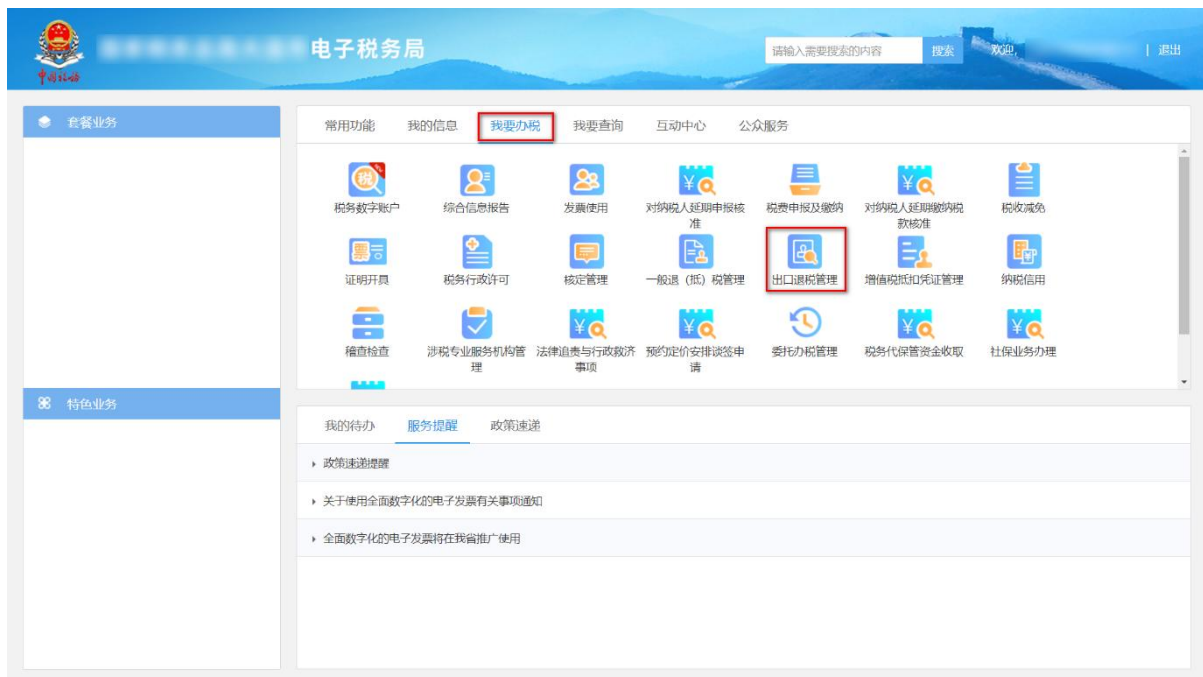 电子税务局
请输入需要搜索的内容
搜索
欢迎,
| 退出
中国税务
套餐业务
常用功能 我的信息 我要办税 我要查询 互动中心 公众服务
税务数字账户
综合信息报告
发票使用
对纳税人延期申报核
准
税费申报及缴纳
对纳税人延期缴纳税
款核准
税收减免
证明开具
税务行政许可
核定管理
一般退（抵）税管理
出口退税管理
增值税抵扣凭证管理
纳税信用
稽查检查
涉税专业服务机构管
理
法律追责与行政救济
事项
预约定价安排谈签申
请
委托办税管理
税务代保管资金收取
社保业务办理
特色业务
我的待办 服务提醒 政策速递
政策速递提醒
关于使用全面数字化的电子发票有关事项通知
全面数字化的电子发票将在我省推广使用